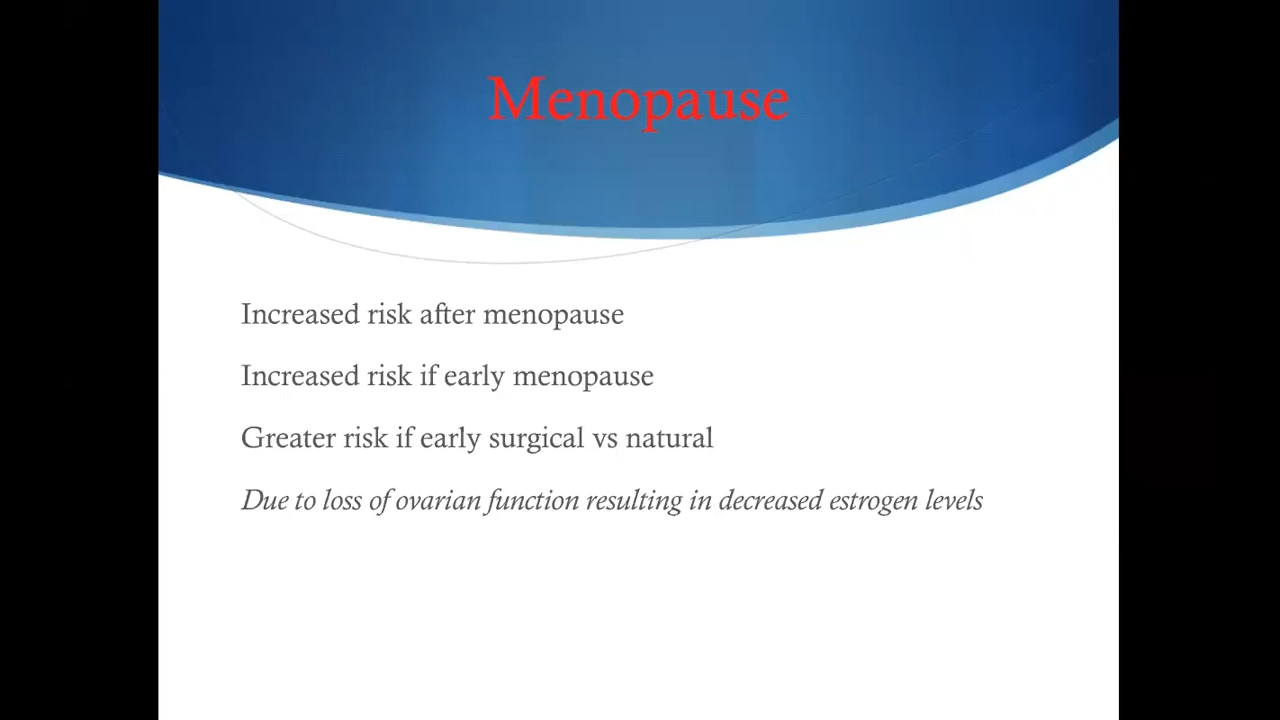 Menopause
Increased risk after menopause
Increased risk if early menopause
Greater risk if early surgical vs natural
Due to loss of ovarian function resulting in decreased estrogen levels